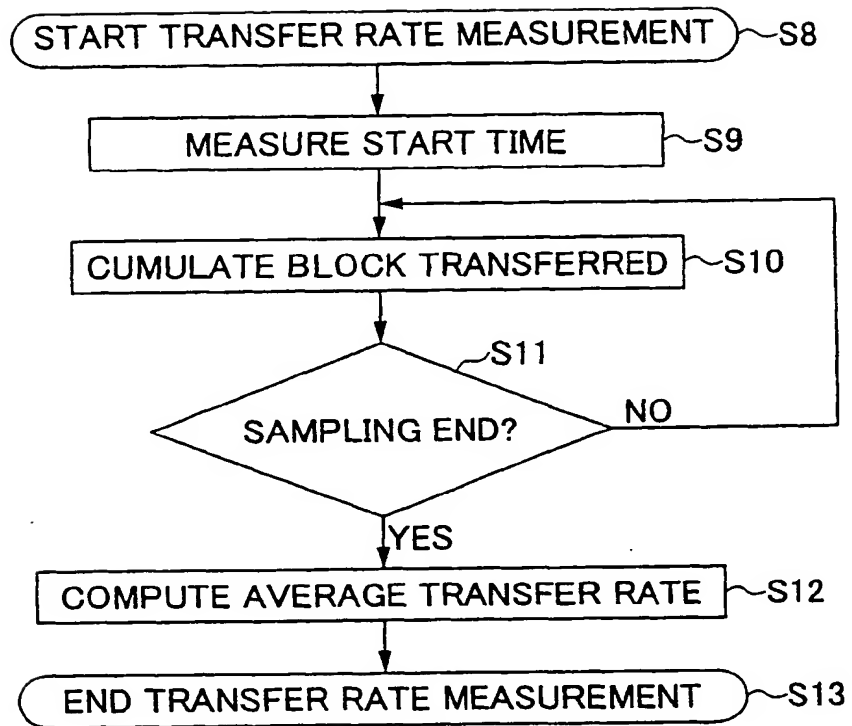 START TRANSFER RATE MEASUREMENT S8
MEASURE START TIME S9
CUMULATE BLOCK TRANSFERRED S10
S11
SAMPLING END? NO
YES
COMPUTE AVERAGE TRANSFER RATE S12
END TRANSFER RATE MEASUREMENT S13